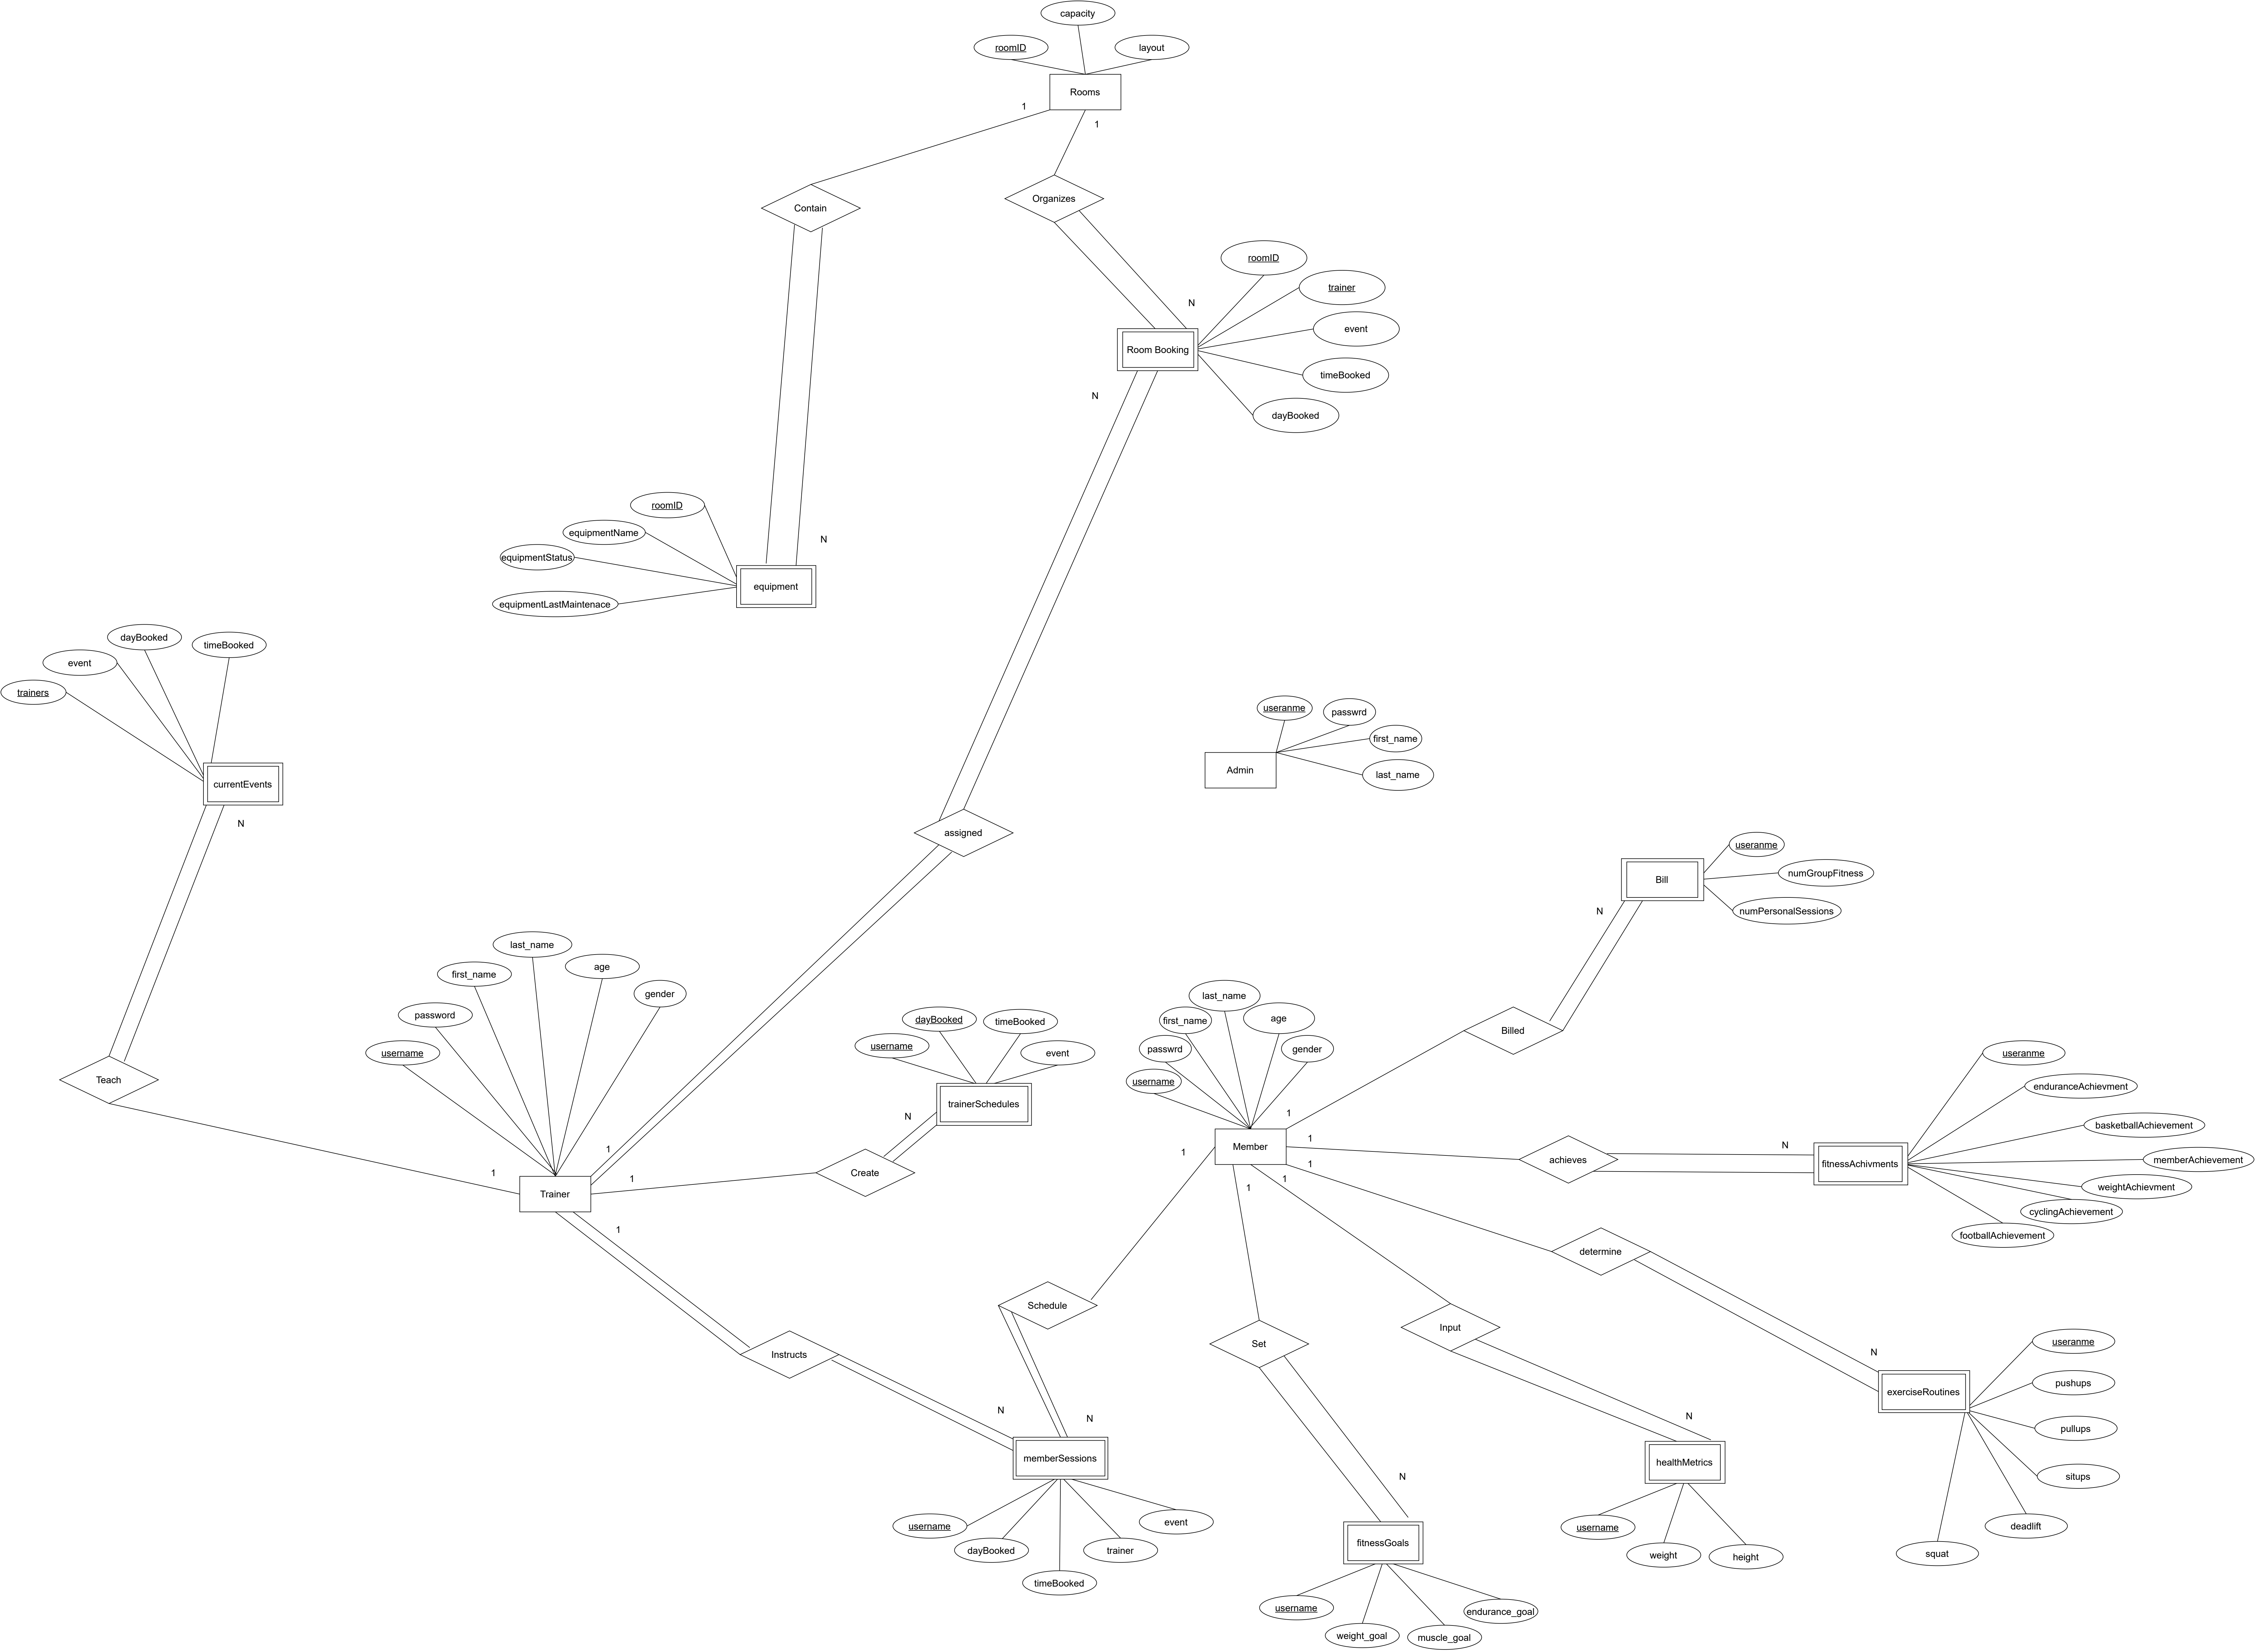 capacity
roomID
layout
Rooms
1
1
Contain
Organizes
roomID
trainer
N
event
Room Booking
timeBooked
N
dayBooked
roomID
equipmentName
N
equipmentStatus
equipment
equipmentLastMaintenace
dayBooked
timeBooked
event
trainers
currentEvents
N
useranme
passwrd
first_name
Admin
last_name
assigned
useranme
numGroupFitness
Bill
N
numPersonalSessions
last_name
age
first_name
gender
password
username
Teach
1
1
1
Trainer
1
dayBooked
timeBooked
username
event
trainerSchedules
N
Create
last_name
first_name
age
passwrd
gender
username
1
Member
1
1
1
1
1
Billed
useranme
enduranceAchievment
basketballAchievement
N
achieves
fitnessAchivments
memberAchievement
weightAchievment
cyclingAchievement
footballAchievement
determine
Schedule
Input
Set
Instructs
N
useranme
pushups
exerciseRoutines
pullups
situps
deadlift
squat
N
N
memberSessions
username
event
dayBooked
trainer
timeBooked
N
healthMetrics
username
weight
height
N
fitnessGoals
username
endurance_goal
weight_goal
muscle_goal